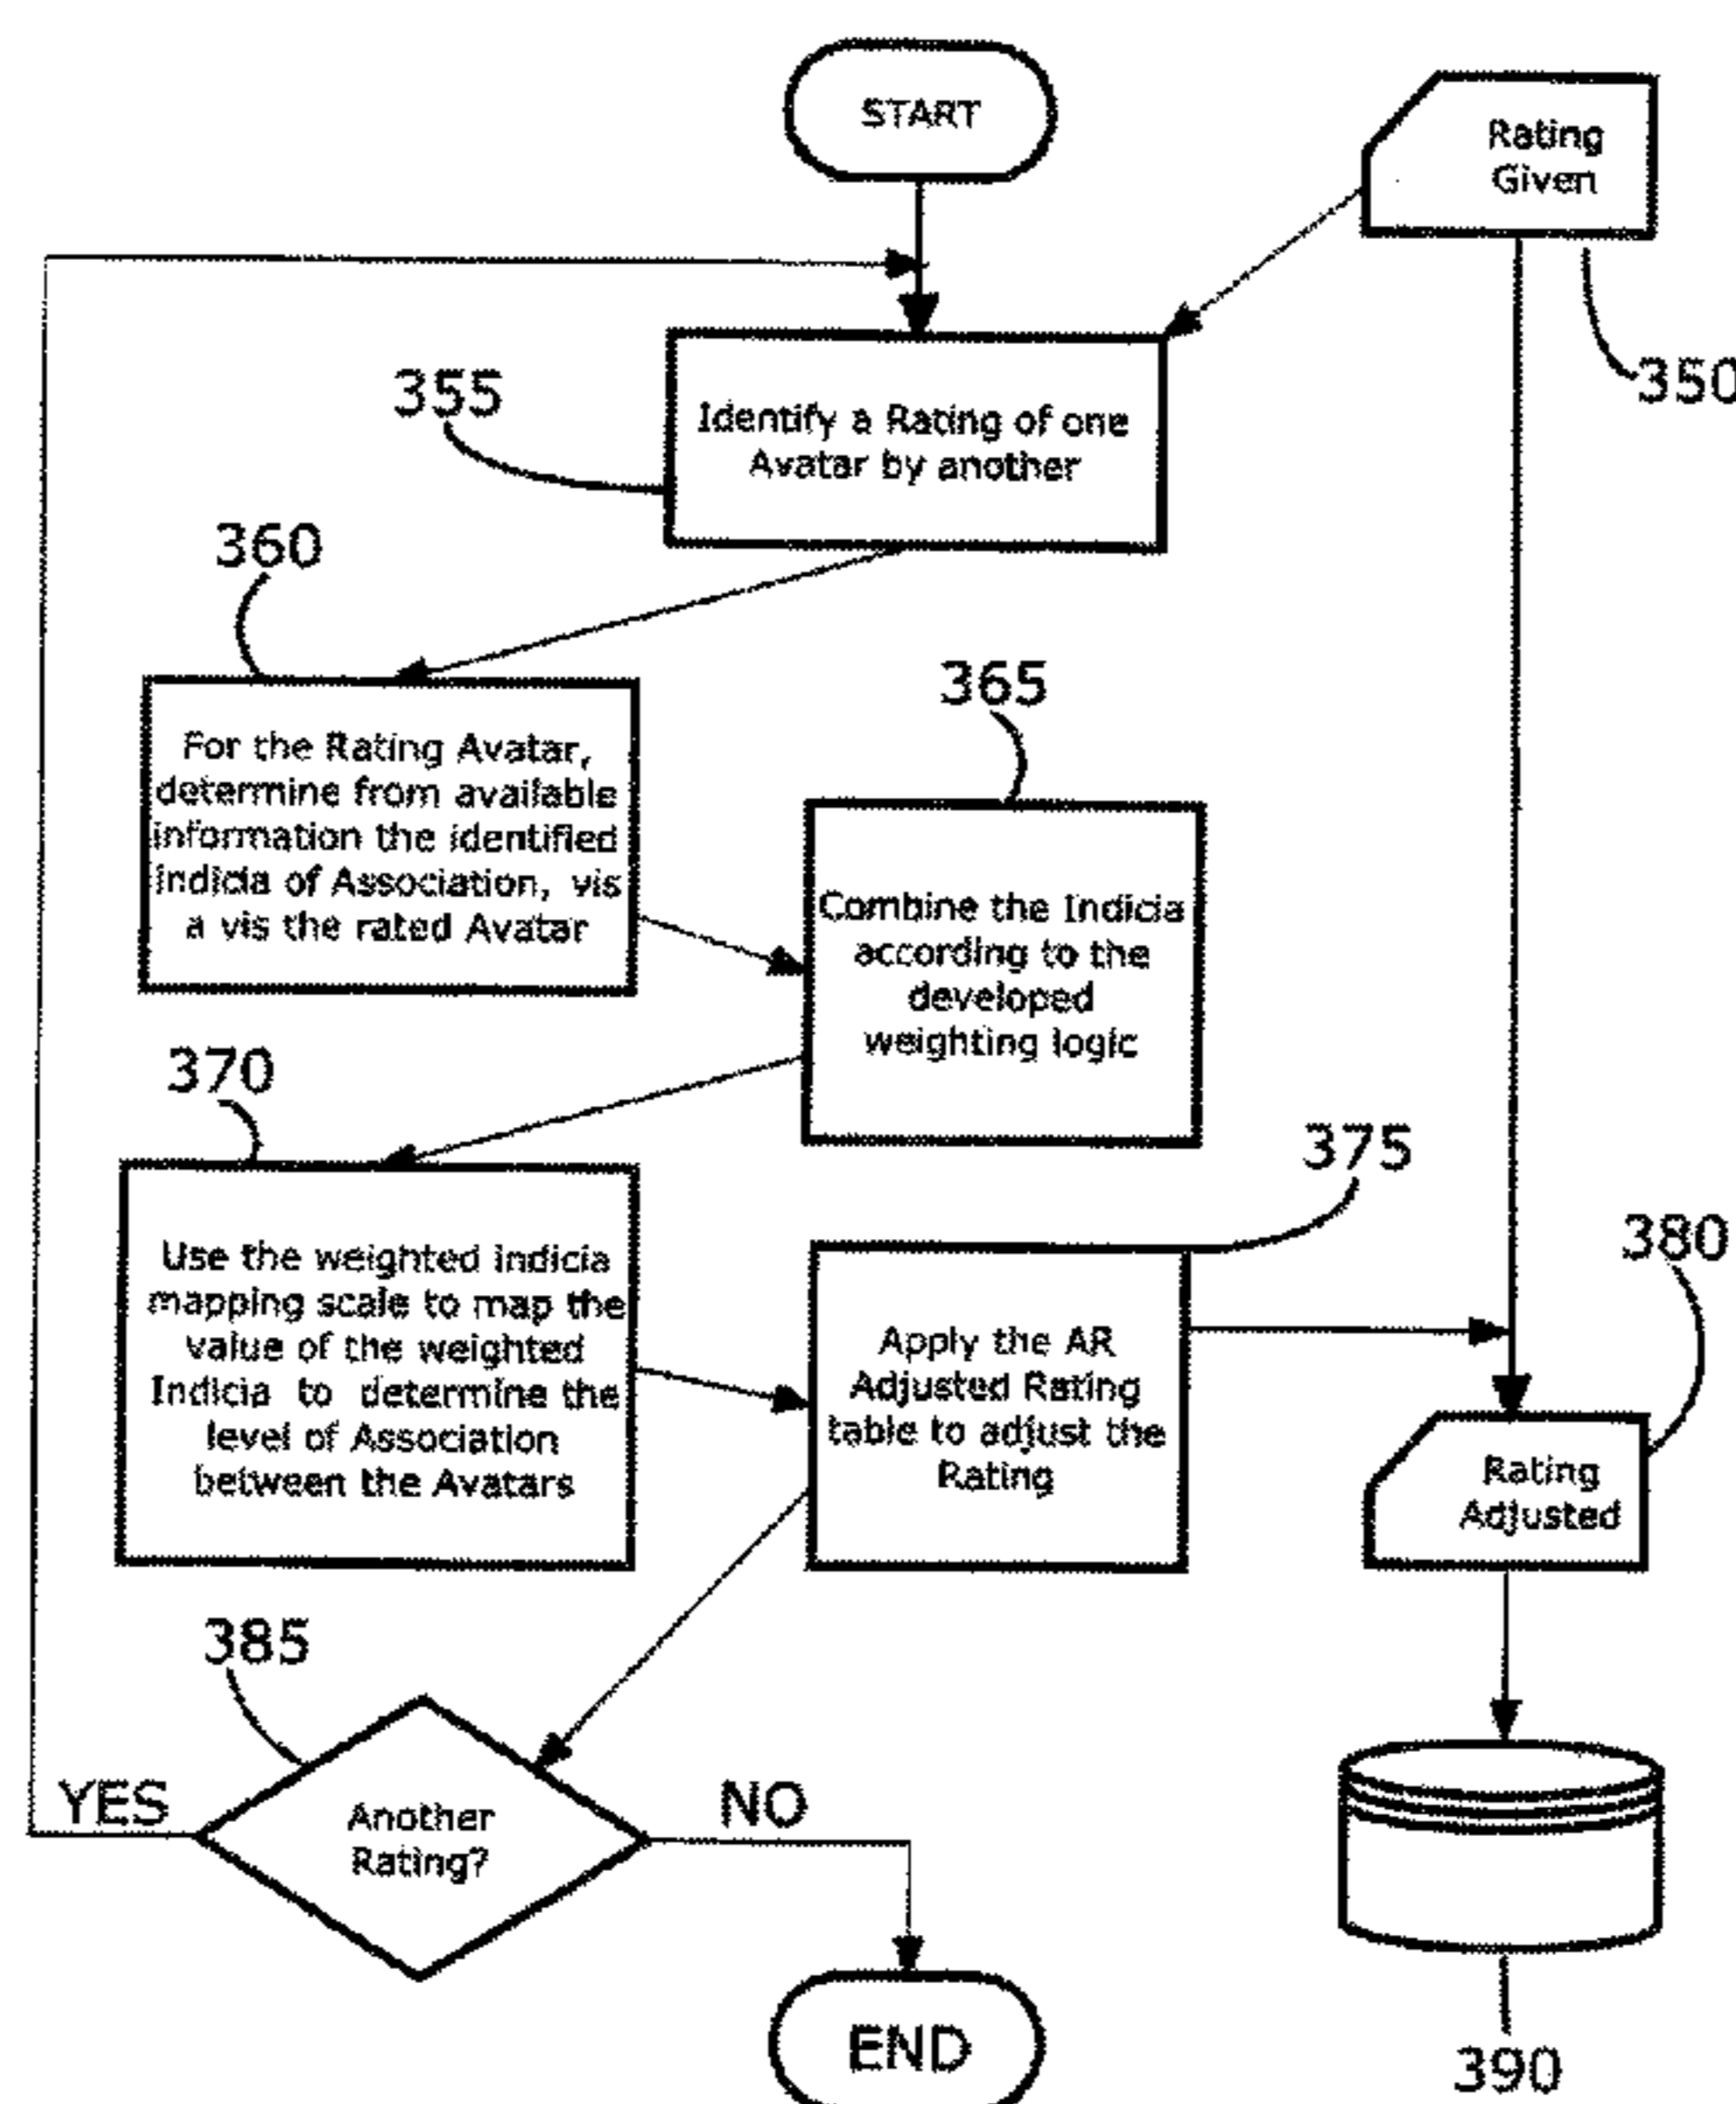 START
Rating
Given
350
355
Identify a Rating of one
Avatar by another
360
For the Rating Avatar,
determine from available
information the identified
indicia of Association, vis
a vis the rated Avatar
365
Combine the Indicia
according to the
developed
weighting logic
370
Use the weighted indicia
mapping scale to map the
value of the weighted
Indicia to determine the
level of Association
between the Avatars
375
Apply the AR
Adjusted Rating
table to adjust the
Rating
380
Rating
Adjusted
385
YES
Another
Rating?
NO
END
390